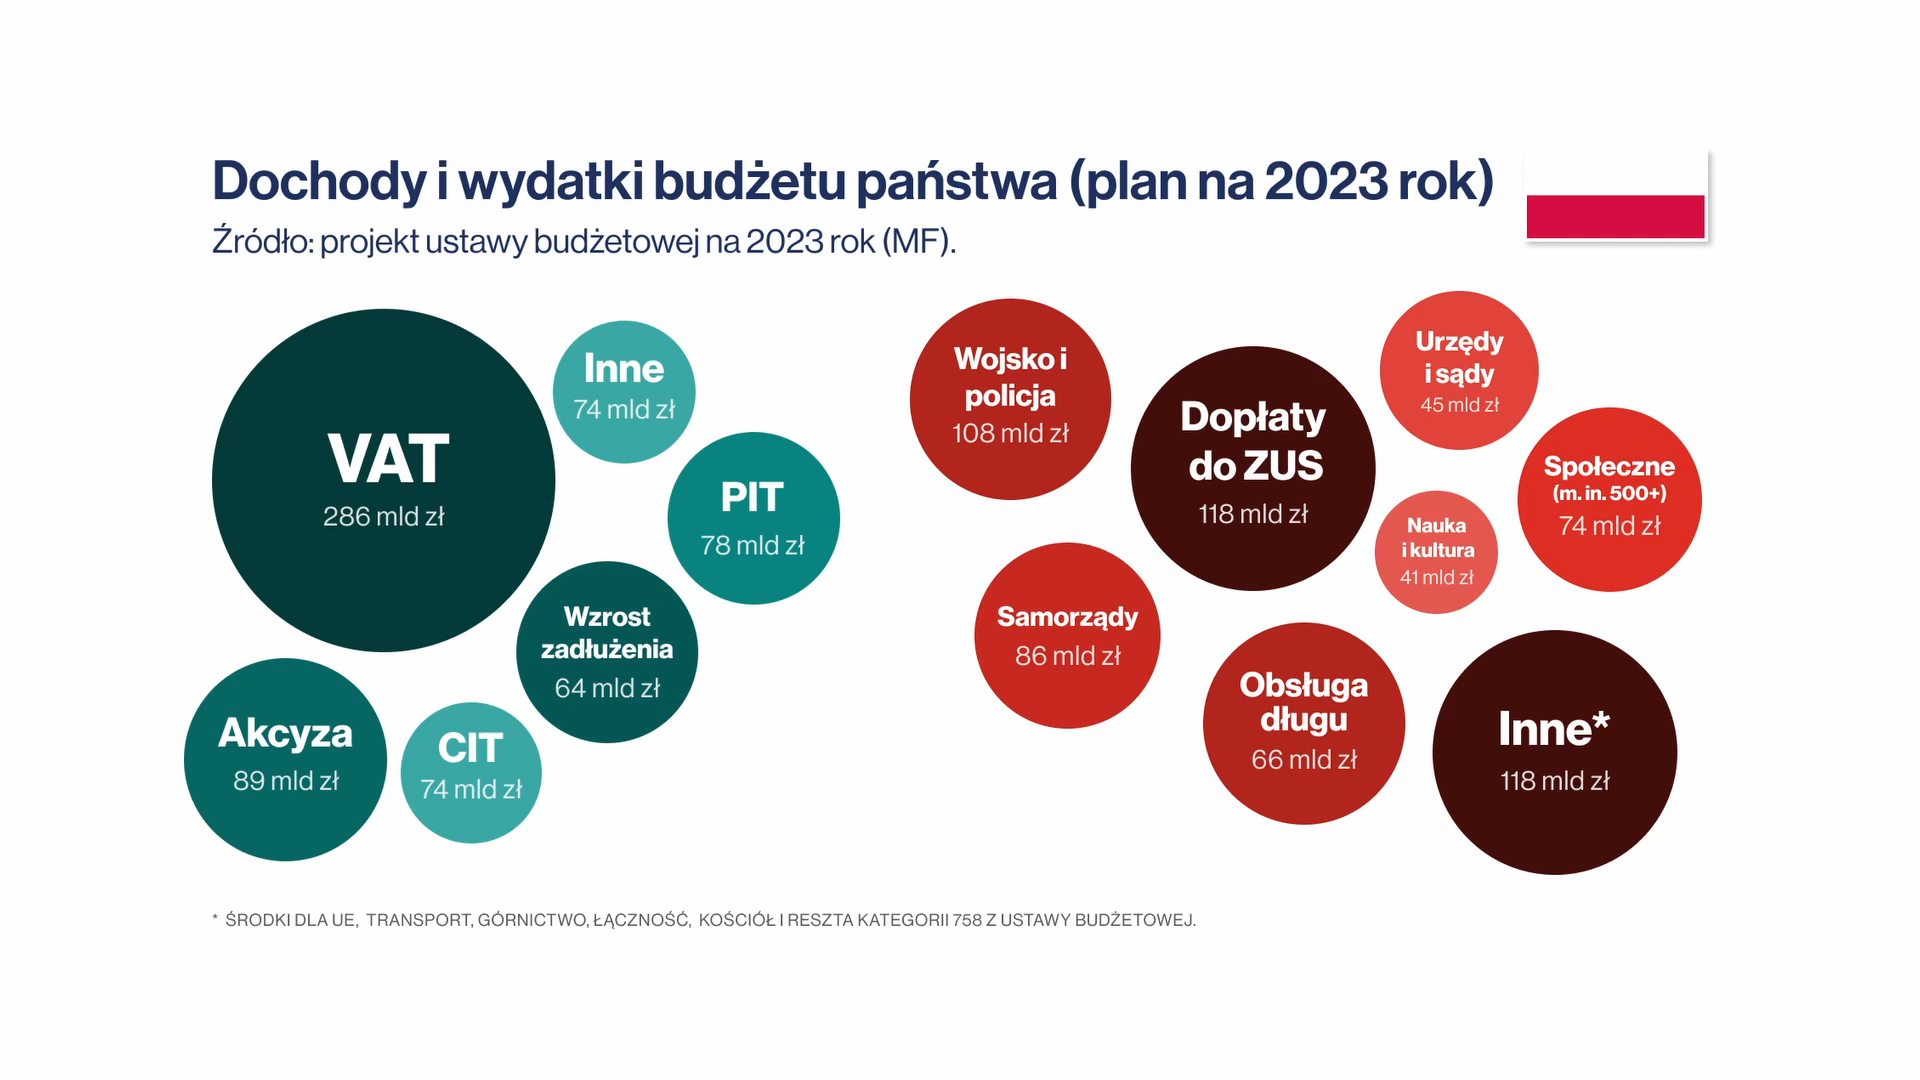 Dochody i wydatki budżetu państwa (plan na 2023 rok)
Źródło: projekt ustawy budżetowej na 2023 rok (MF).
VAT
286 mld zł
Inne
74 mld zł
PIT
78 mld zł
Wzrost
zadłużenia
64 mld zł
Akcyza
89 mld zł
CIT
74 mld zł
Wojsko i
policja
108 mld zł
Dopłaty
do ZUS
118 mld zł
Urzędy
i sądy
45 mld zł
Społeczne
(m. in. 500+)
74 mld zł
Nauka
i kultura
41 mld zł
Samorządy
86 mld zł
Obsługa
długu
66 mld zł
Inne*
118 mld zł
* ŚRODKI DLA UE, TRANSPORT, GÓRNICTWO, ŁĄCZNOŚĆ, KOŚCIÓŁ I RESZTA KATEGORII 758 Z USTAWY BUDŻETOWEJ.